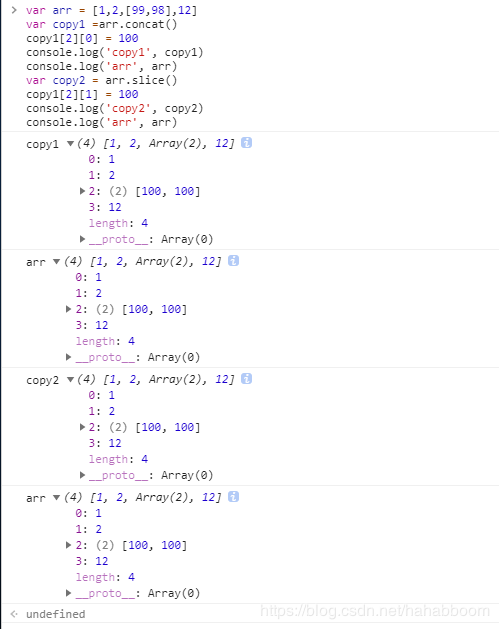 var arr = [1,2,[99,98],12]
var copy1 =arr.concat()
copy1[2][0] = 100
console.log('copy1', copy1)
console.log('arr', arr)
var copy2 = arr.slice()
copy1[2][1] = 100
console.log('copy2', copy2)
console.log('arr', arr)
copy1 ▼(4) [1, 2, Array(2), 12] i
0: 1
1: 2
▶2: (2) [100, 100]
3: 12
length: 4
▶__proto__: Array(0)
arr ▼(4) [1, 2, Array(2), 12] i
0: 1
1: 2
▶2: (2) [100, 100]
3: 12
length: 4
▶__proto__: Array(0)
copy2 ▼(4) [1, 2, Array(2), 12] i
0: 1
1: 2
▶2: (2) [100, 100]
3: 12
length: 4
▶__proto__: Array(0)
arr ▼(4) [1, 2, Array(2), 12] i
0: 1
1: 2
▶2: (2) [100, 100]
3: 12
length: 4
▶__proto__: Array(0)
undefined
https://blog.csdn.net/hahabboom